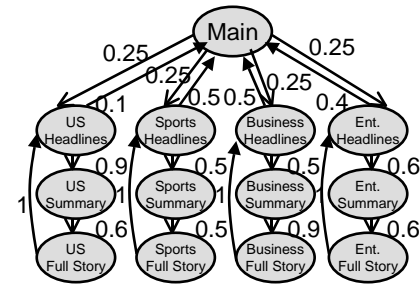 Main
0.25
0.25
0.25
0.25
0.1
0.5
0.5
0.4
US
Headlines
Sports
Headlines
Business
Headlines
Ent.
Headlines
0.9
0.5
0.5
0.6
US
Summary
Sports
Summary
Business
Summary
Ent.
Summary
1
1
1
1
0.6
0.5
0.9
0.6
US
Full Story
Sports
Full Story
Business
Full Story
Ent.
Full Story